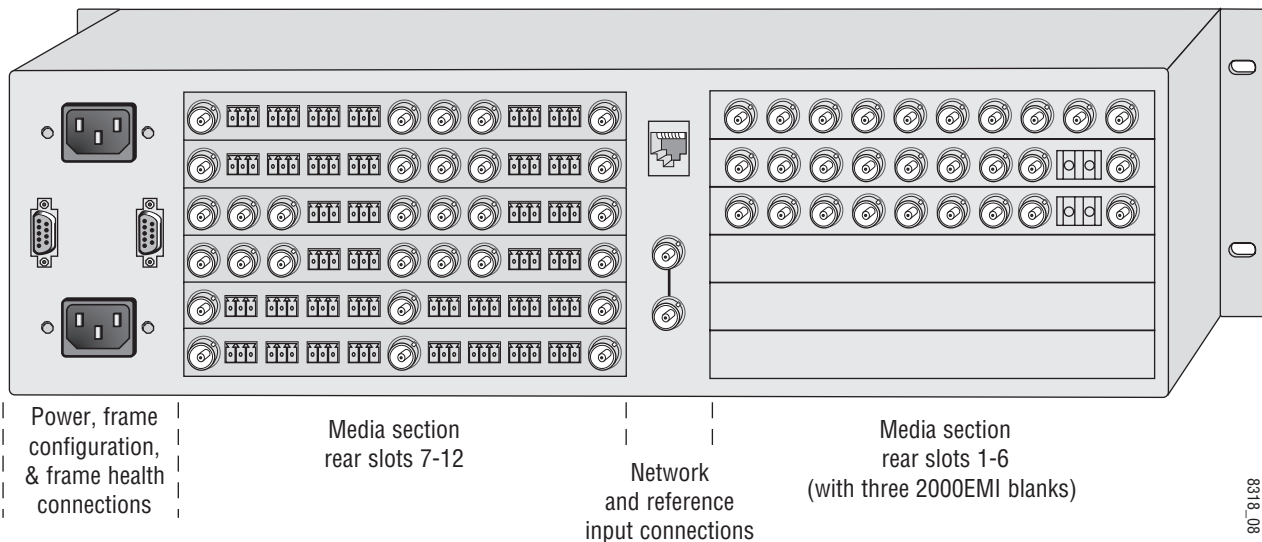 Power, frame
configuration,
& frame health
connections
Media section
rear slots 7-12
Network
and reference
input connections
Media section
rear slots 1-6
(with three 2000EMI blanks)
8318_08